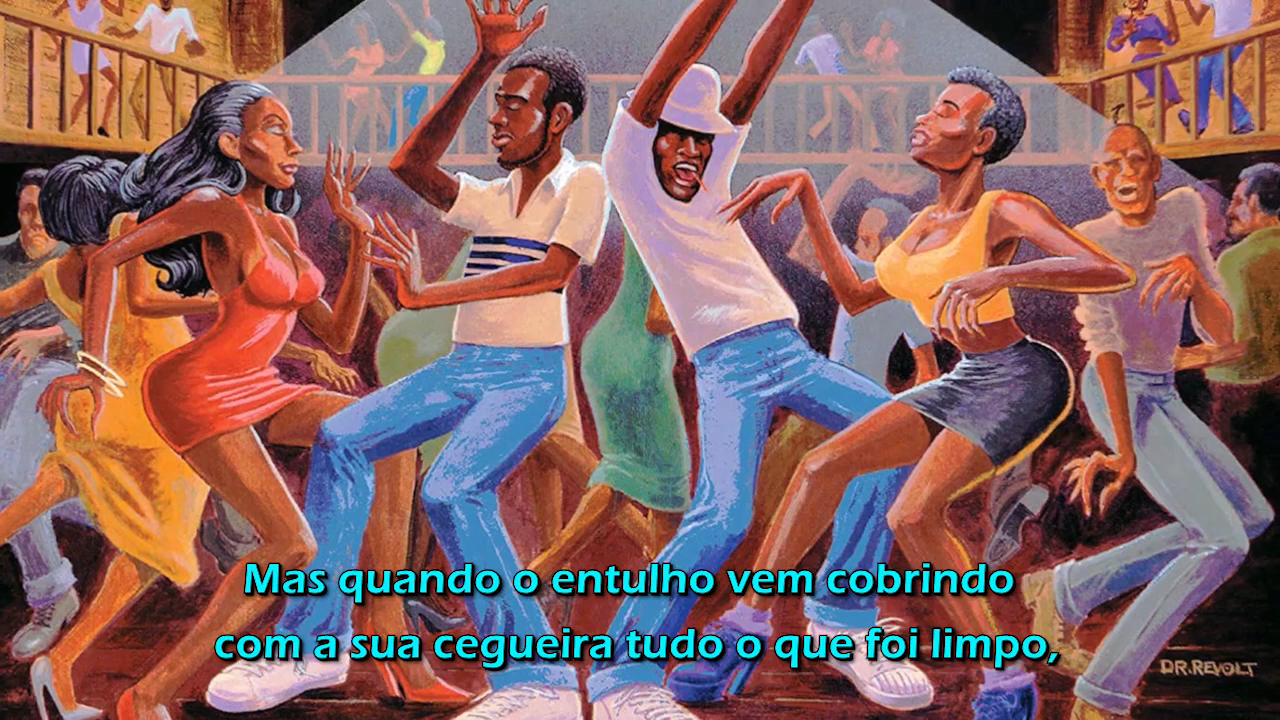 Mas quando o entulho vem cobrindo
com a sua cegueira tudo o que foi limpo,
DR.REVOLT